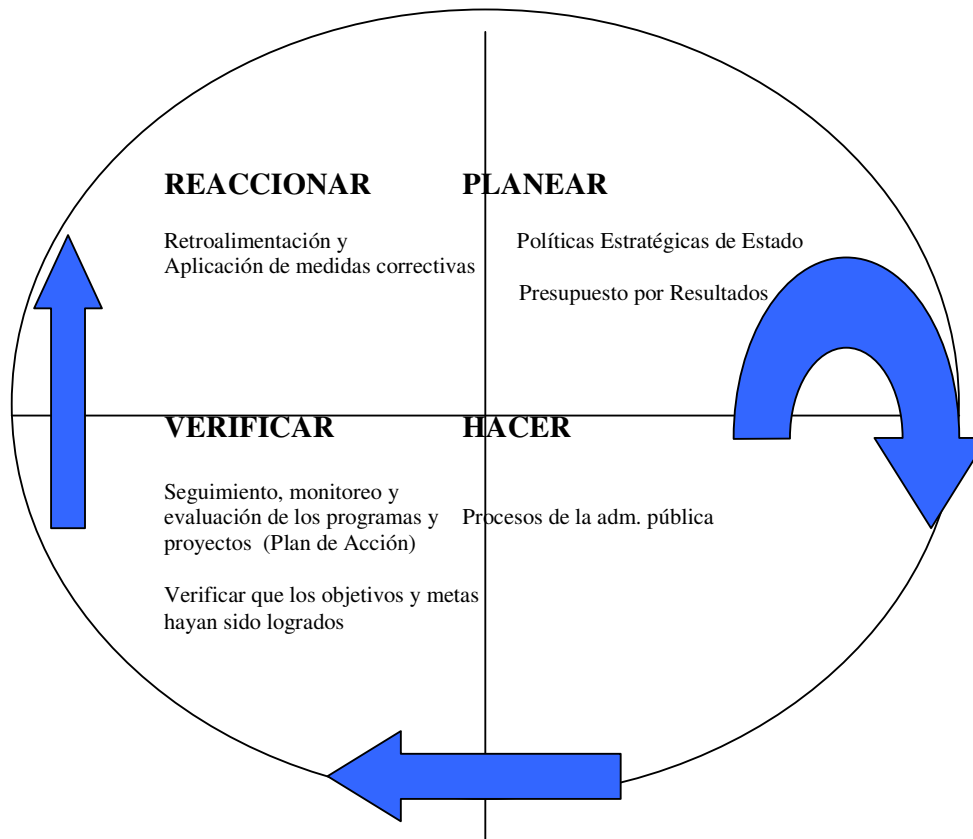 REACCIONAR
Retroalimentación y
Aplicación de medidas correctivas
PLANEAR
Políticas Estratégicas de Estado
Presupuesto por Resultados
VERIFICAR
Seguimiento, monitoreo y
evaluación de los programas y
proyectos (Plan de Acción)
Verificar que los objetivos y metas
hayan sido logrados
HACER
Procesos de la adm. pública